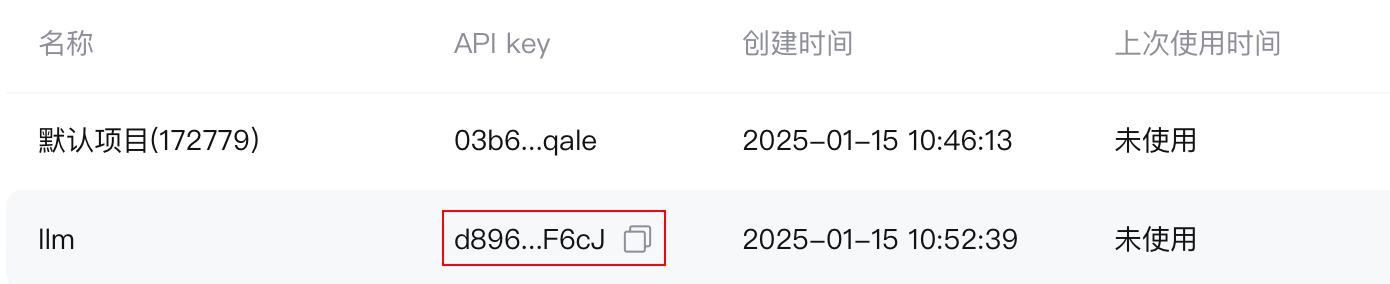 名称 API key 创建时间 上次使用时间
默认项目(172779) 03b6...qale 2025-01-15 10:46:13 未使用
llm d896...F6cJ 2025-01-15 10:52:39 未使用